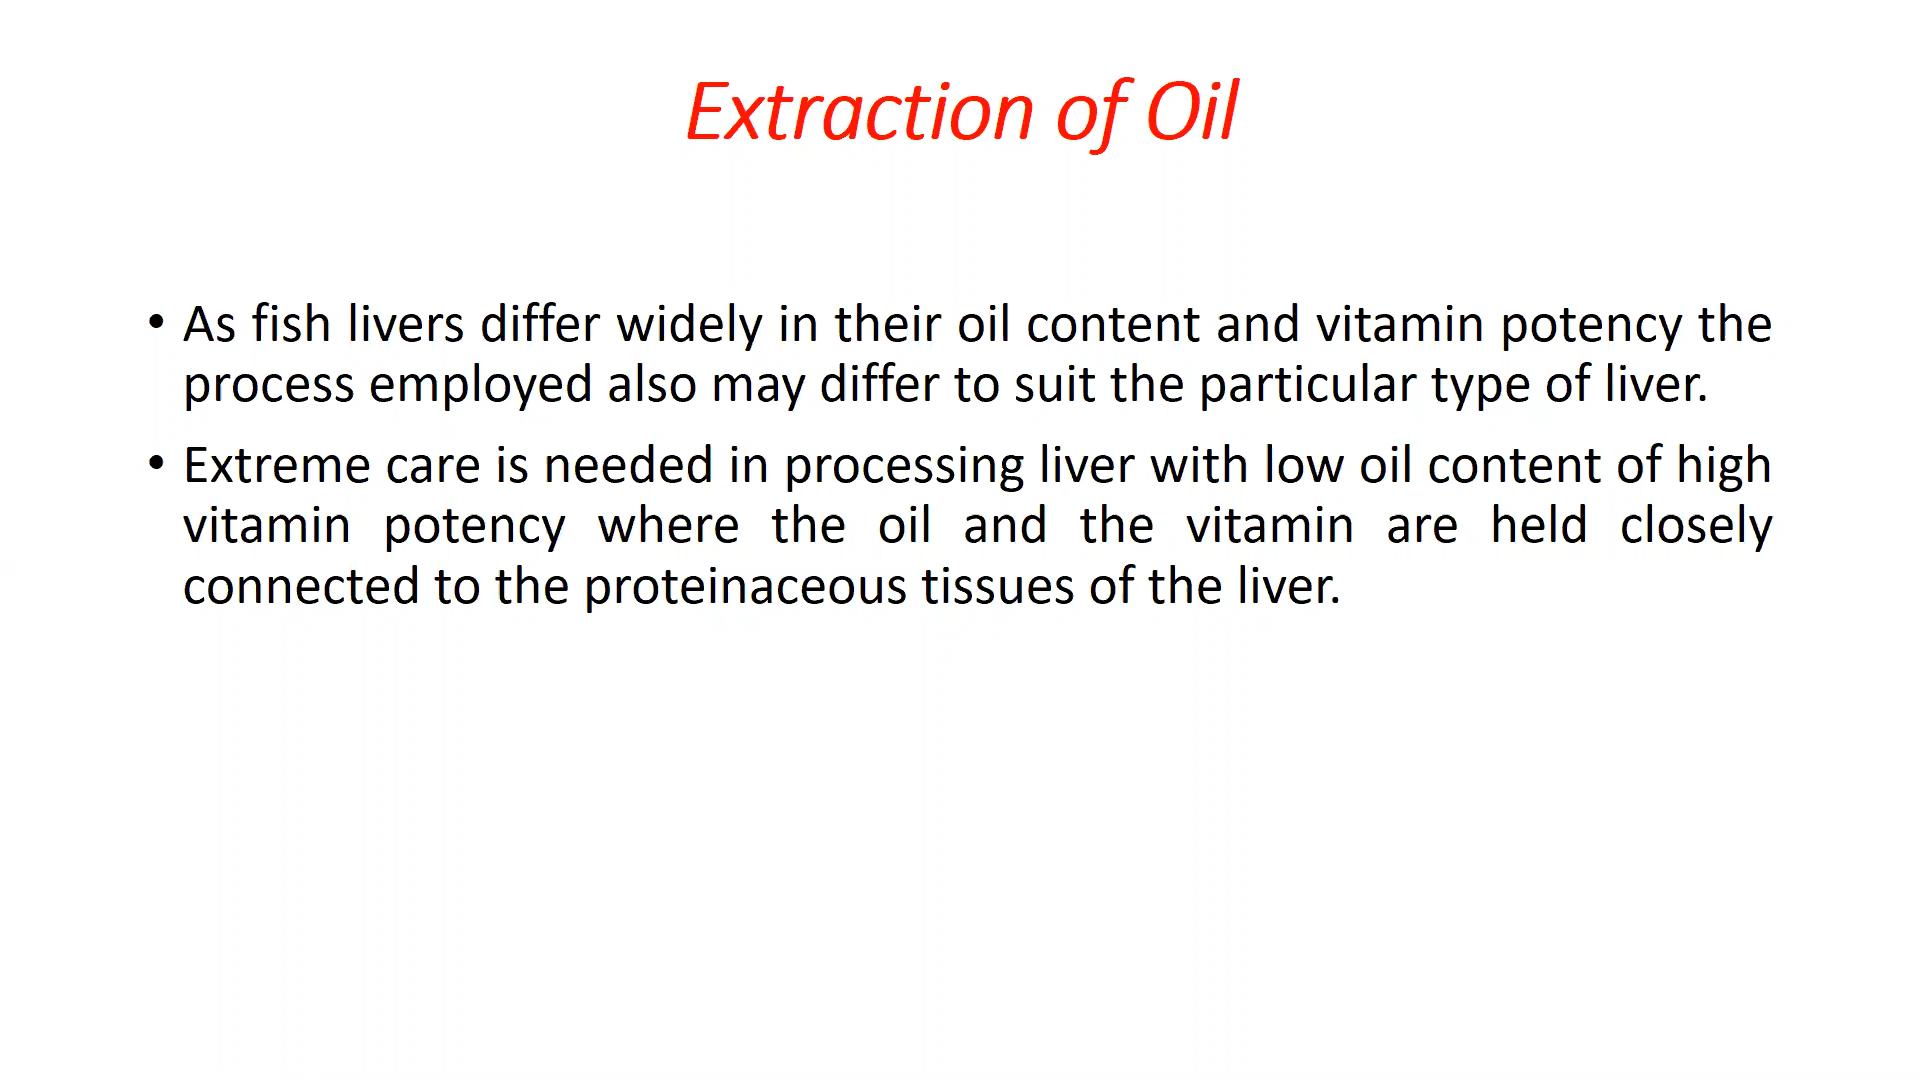 Extraction of Oil
• As fish livers differ widely in their oil content and vitamin potency the
process employed also may differ to suit the particular type of liver.
• Extreme care is needed in processing liver with low oil content of high
vitamin potency where the oil and the vitamin are held closely
connected to the proteinaceous tissues of the liver.